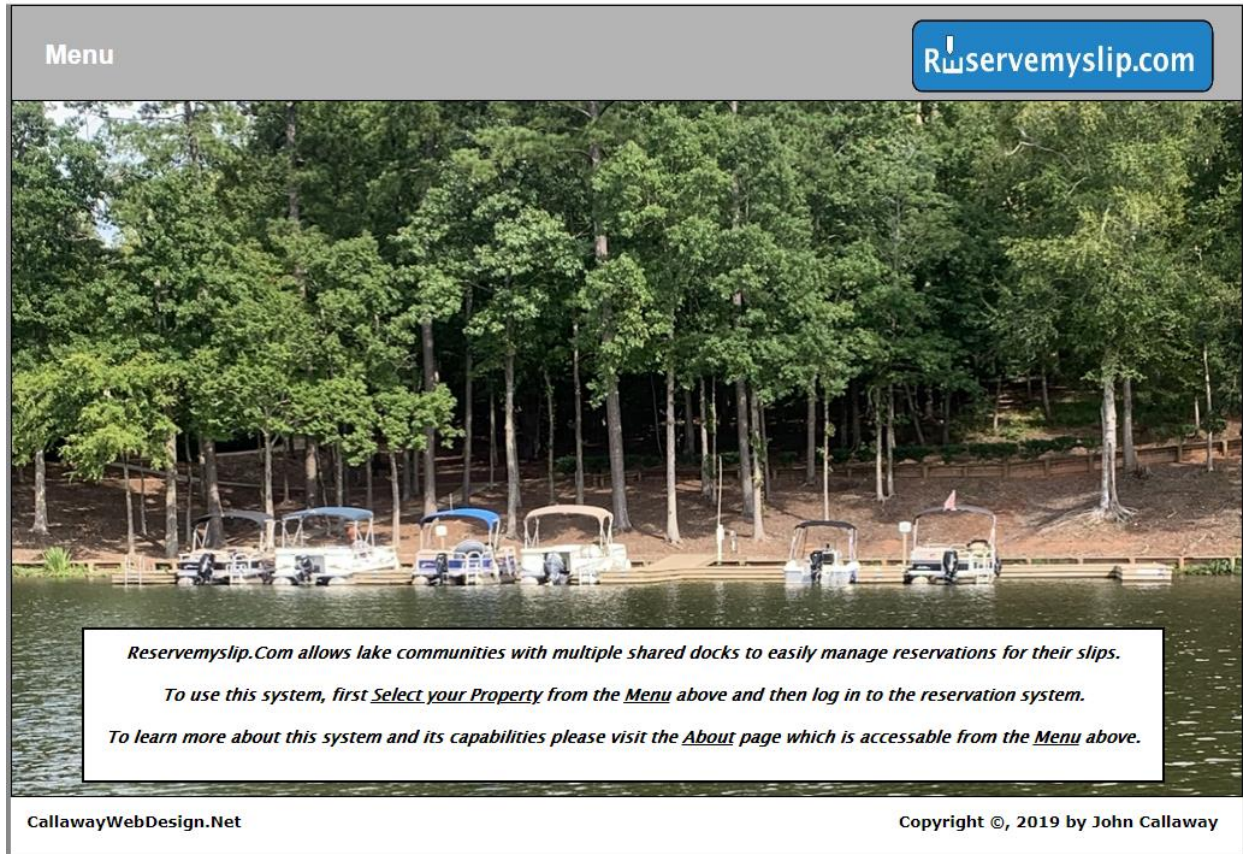 Menu
Reservemyslip.com
Reservemyslip.Com allows lake communities with multiple shared docks to easily manage reservations for their slips.
To use this system, first Select your Property from the Menu above and then log in to the reservation system.
To learn more about this system and its capabilities please visit the About page which is accessable from the Menu above.
CallawayWebDesign.Net
Copyright ©, 2019 by John Callaway